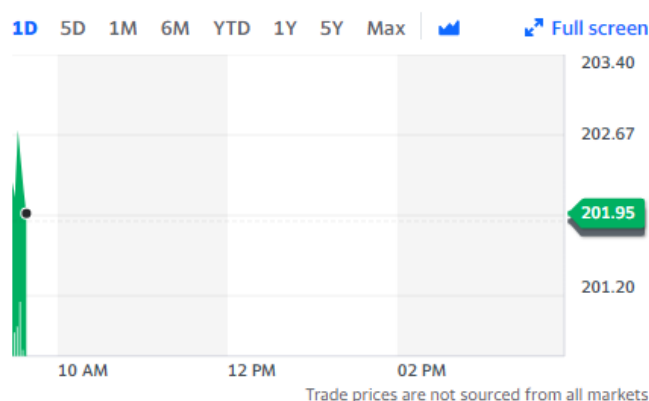 1D 5D 1M 6M YTD 1Y 5Y Max Full screen
203.40
202.67
201.95
201.20
10 AM 12 PM 02 PM
Trade prices are not sourced from all markets